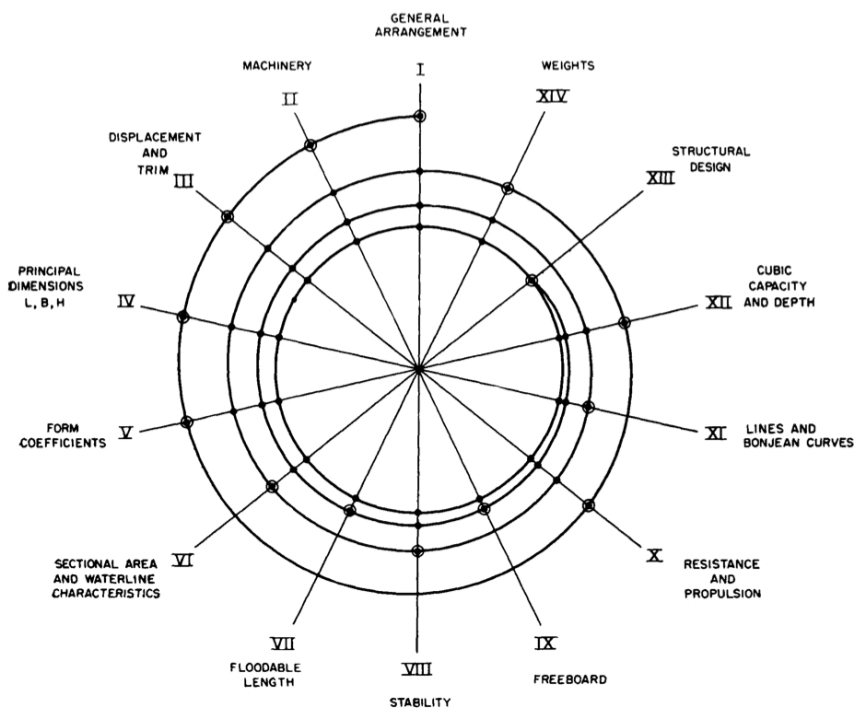 GENERAL
ARRANGEMENT
I
MACHINERY
II
DISPLACEMENT
AND
TRIM
III
PRINCIPAL
DIMENSIONS
L, B, H
IV
FORM
COEFFICIENTS
V
SECTIONAL AREA
AND WATERLINE
CHARACTERISTICS
VI
VII
FLOODABLE
LENGTH
VIII
STABILITY
IX
FREEBOARD
X
RESISTANCE
AND
PROPULSION
XI
LINES AND
BONJEAN CURVES
XII
CUBIC
CAPACITY
AND DEPTH
XIII
STRUCTURAL
DESIGN
XIV
WEIGHTS